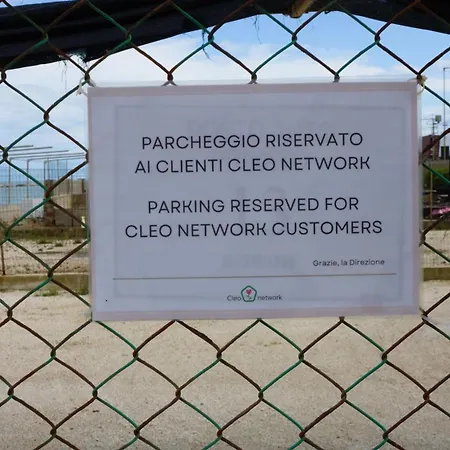 PARCHEGGIO RISERVATO
AI CLIENTI CLEO NETWORK
PARKING RESERVED FOR
CLEO NETWORK CUSTOMERS
Grazie, la Direzione
Cleo network